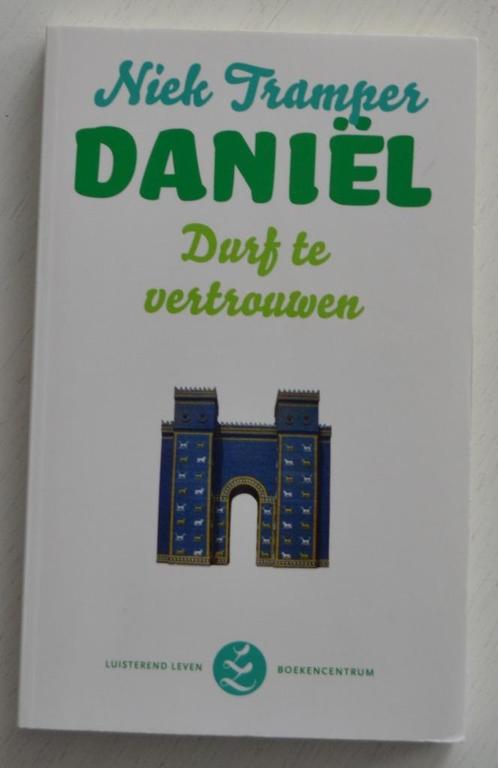 Niek Tramper
DANIËL
Durf te
vertrouwen
LUISTEREND LEVEN BOEKENCENTRUM